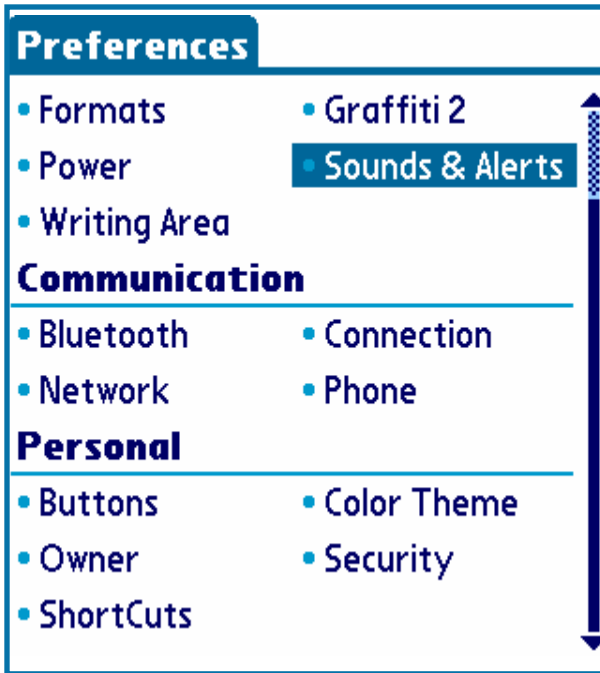 Preferences
• Formats • Graffiti 2
• Power • Sounds & Alerts
• Writing Area
Communication
• Bluetooth • Connection
• Network • Phone
Personal
• Buttons • Color Theme
• Owner • Security
• ShortCuts